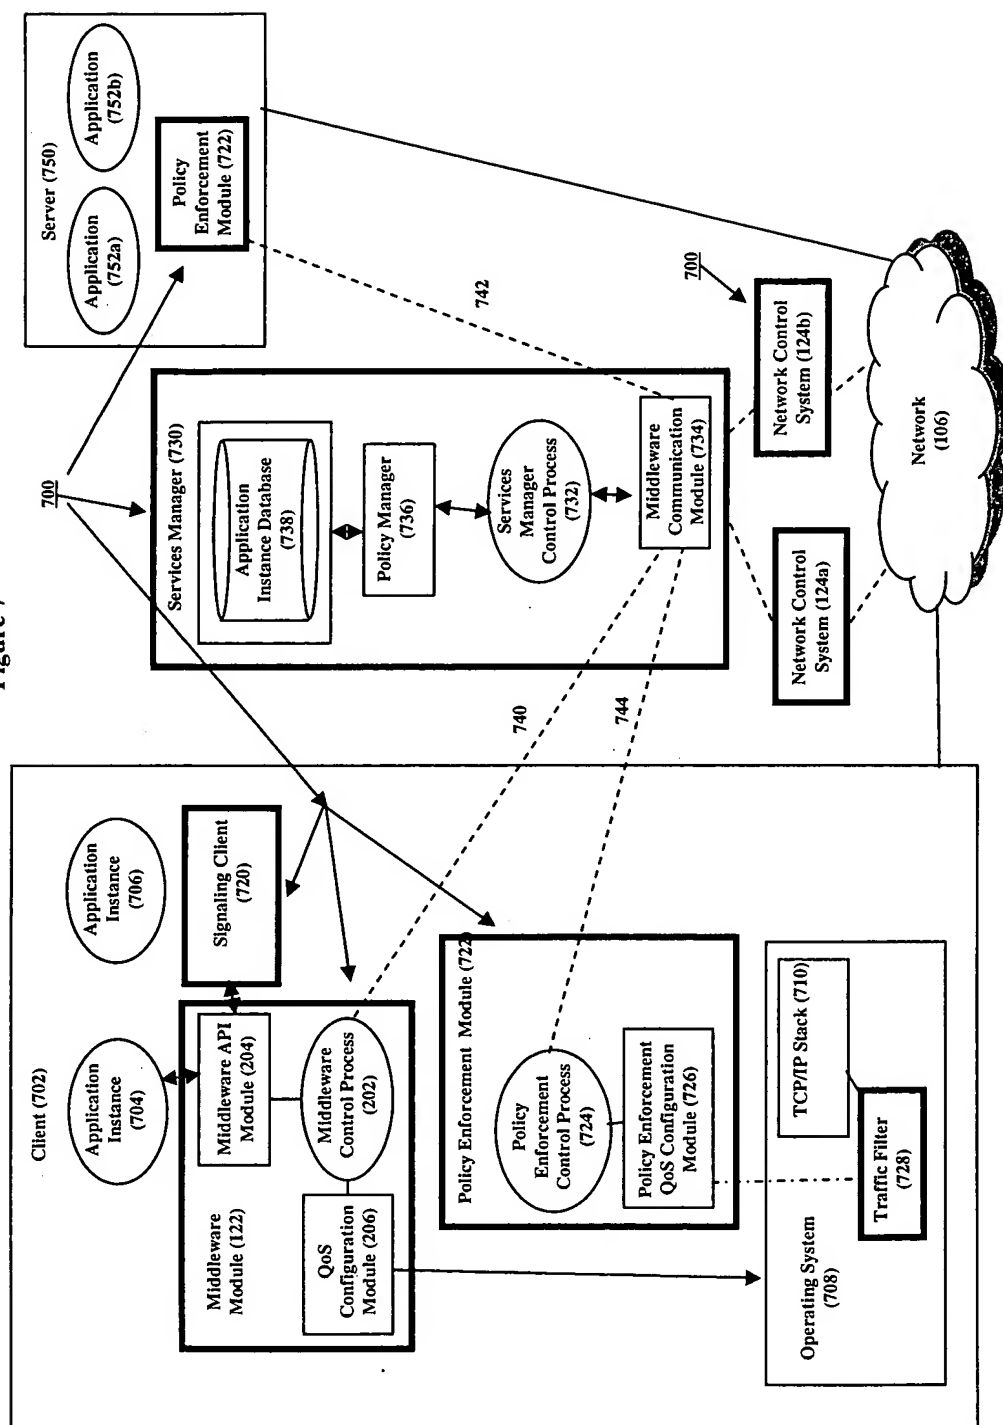 Figure 7
Client (702)
Application
Instance
(704)
Application
Instance
(706)
Middleware
Module (122)
Middleware API
Module (204)
Signaling Client
(720)
QoS
Configuration
Module (206)
Middleware
Control Process
(202)
Policy Enforcement Module (722)
Policy
Enforcement
Control Process
(724)
Policy Enforcement
QoS Configuration
Module (726)
Operating System
(708)
TCP/IP Stack (710)
Traffic Filter
(728)
700
740
744
Services Manager (730)
Application
Instance Database
(738)
Policy Manager
(736)
Services
Manager
Control Process
(732)
Middleware
Communication
Module (734)
742
Server (750)
Application
(752a)
Application
(752b)
Policy
Enforcement
Module (722)
Network Control
System (124a)
700
Network Control
System (124b)
Network
(106)